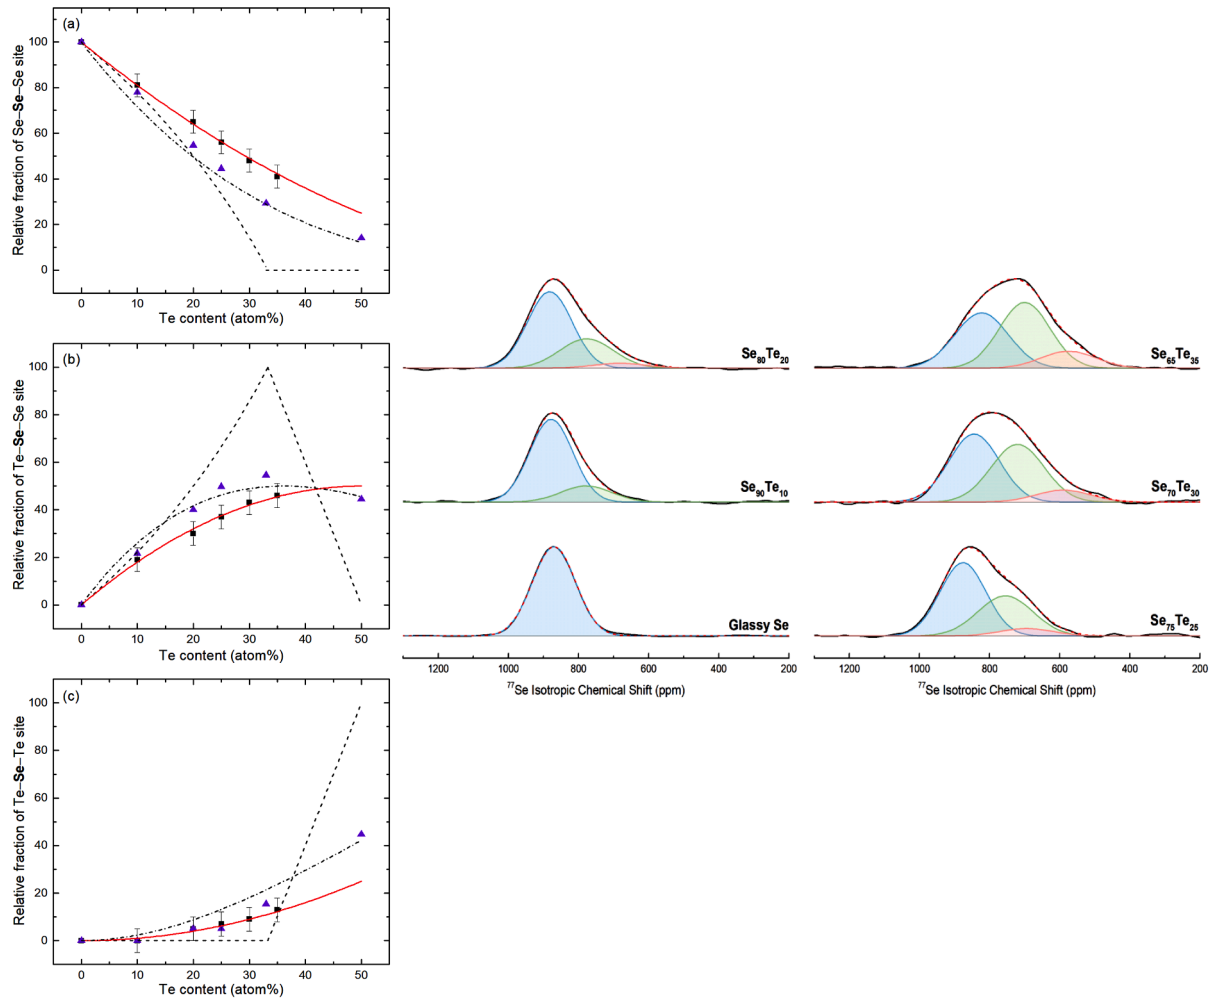 (a)
100
80
60
40
20
0
Relative fraction of Se–Se–Se site
0 10 20 30 40 50
Te content (atom%)
(b)
100
80
60
40
20
0
Relative fraction of Te–Se–Se site
0 10 20 30 40 50
Te content (atom%)
(c)
100
80
60
40
20
0
Relative fraction of Te–Se–Te site
0 10 20 30 40 50
Te content (atom%)
Se80Te20
Se90Te10
Glassy Se
1200 1000 800 600 400 200
77Se Isotropic Chemical Shift (ppm)
Se65Te35
Se70Te30
Se75Te25
1200 1000 800 600 400 200
77Se Isotropic Chemical Shift (ppm)